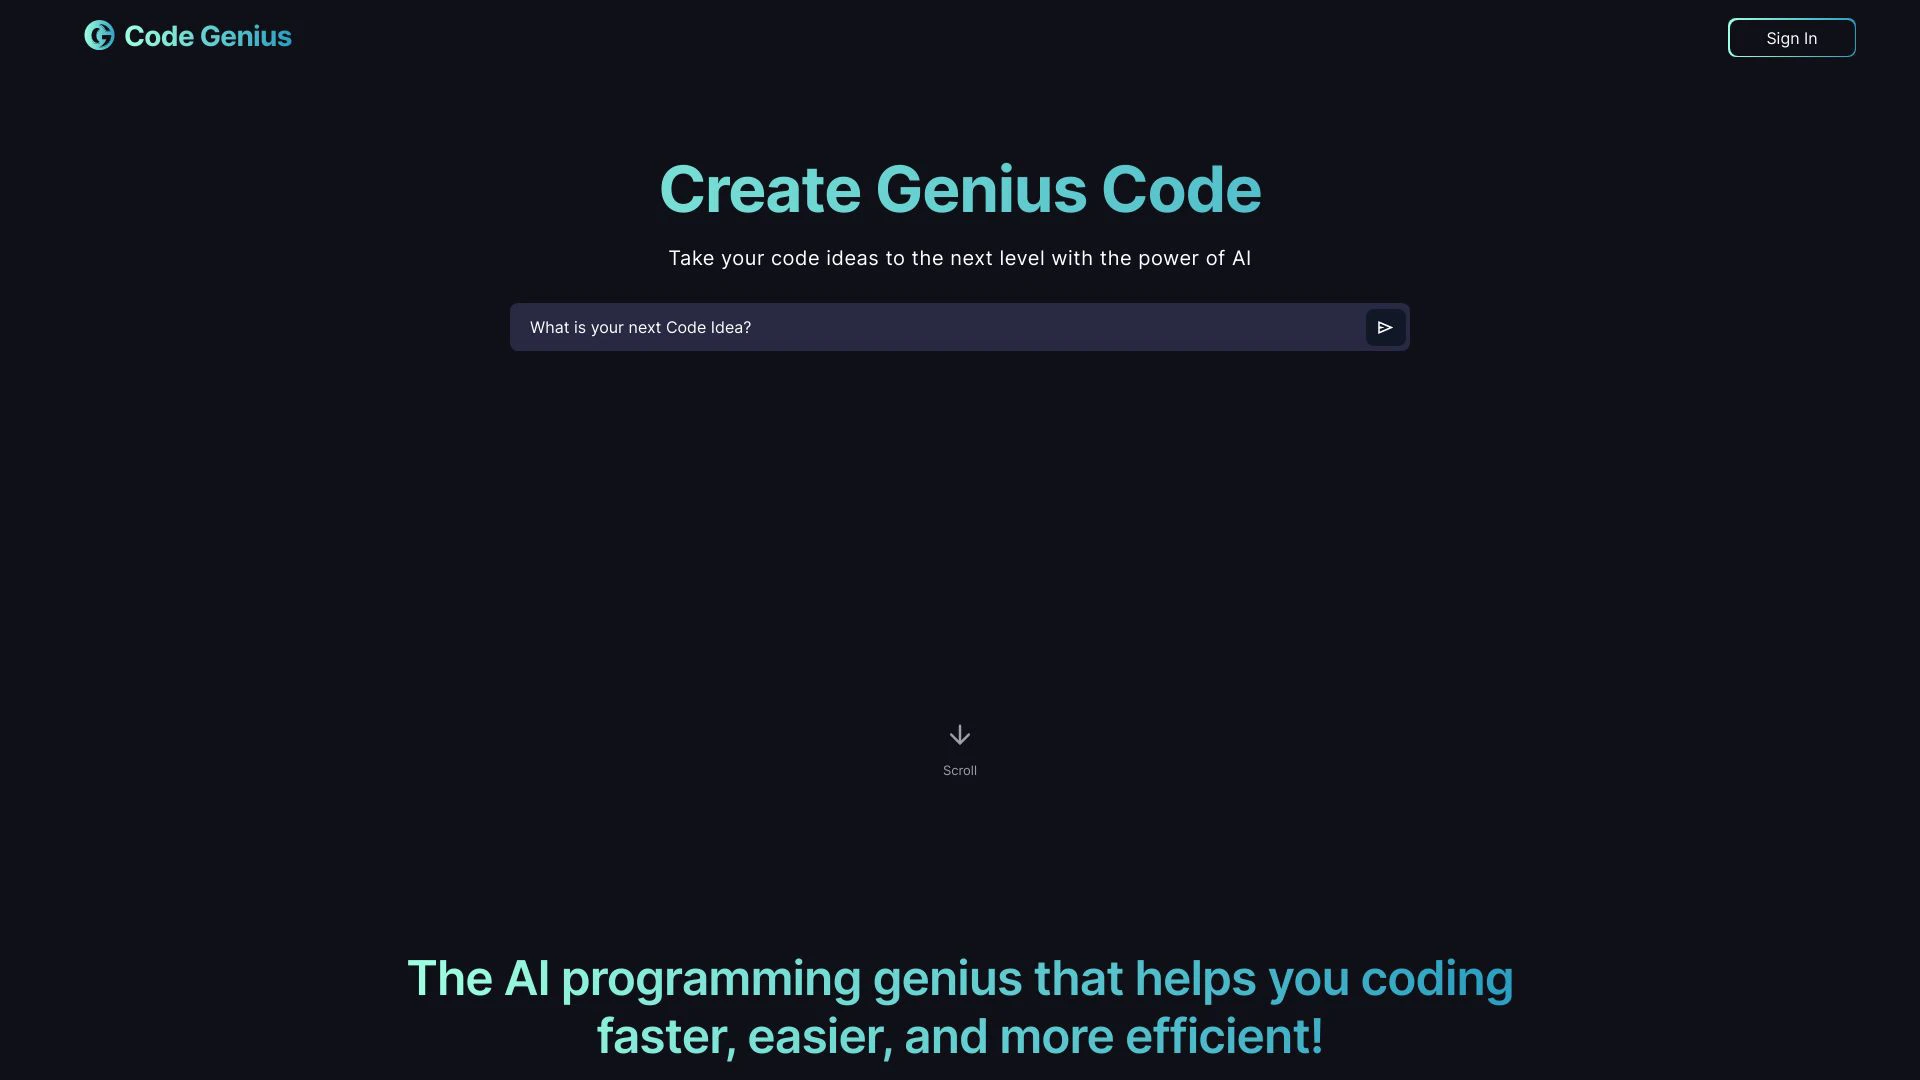 Code Genius
Sign In
Create Genius Code
Take your code ideas to the next level with the power of AI
What is your next Code Idea?
Scroll
The AI programming genius that helps you coding
faster, easier, and more efficient!